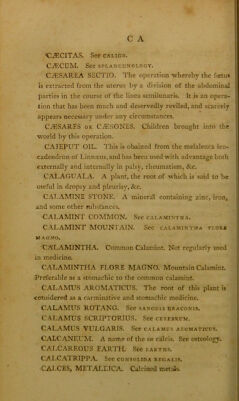 C A
CÆCITAS. See CALIGO.
CÆCUM. See SPLANCHNOLOGY.
CÆSAREA SECTIO. The operation whereby the fœtus
is extracted from the uterus by a division of the abdominal
parties in the course of the linea semilunaris. It is an opera-
tion that has been much and deservedly reviled, and scarcely
appears necessary under any circumstances.
CÆSARES OR CÆSONES. Children brought into the
world by this operation.
CAJEPUT OIL. This is obained from the melaleuca leu-
cadendron of Linneus, and has been used with advantage both
externally and internally in palsy, rheumatism, &c.
CALAGUALA. A plant, the root of which is said to be
useful in dropsy and pleurisy, &c.
CALAMINE STONE. A mineral containing zinc, iron,
and some other substances.
CALAMINT COMMON. See CALAMINTHA.
CALAMINT MOUNTAIN. See CALAMINTHA FLORE
MAGNO.
CALAMINTHA. Common Calamint. Not regularly used
in medicine.
CALAMINTHA FLORE MAGNO. Mountain Calamint.
Preferable as a stomachic to the common calamint.
CALAMUS AROMATICUS. The root of this plant is
considered as a carminative and stomachic medicine.
CALAMUS ROTANG. See SANGUIS DRACONIS.
CALAMUS SCRIPTORIUS. See CEREBRUM.
CALAMUS VULGARIS. See CALAMUS AROMATICUS.
CALCANEUM. A name of the os calcis. See osteology.
CALCAREOUS EARTH. See EARTHS.
CALCATRIPPA. See CONSOLIDA REGALIS.
CALCES, METALLICA. Calcined metals.